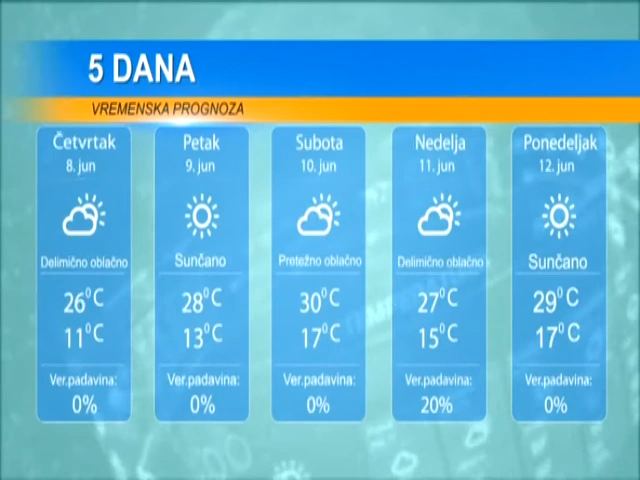 5 DANA
VREMENSKA PROGNOZA
Četvrtak
8. jun
Delimično oblačno
26°C
11°C
Ver.padavina:
0%
Petak
9. jun
Sunčano
28°C
13°C
Ver.padavina:
0%
Subota
10. jun
Pretežno oblačno
30°C
17°C
Ver.padavina:
0%
Nedelja
11. jun
Delimično oblačno
27°C
15°C
Ver.padavina:
20%
Ponedeljak
12. jun
Sunčano
29°C
17°C
Ver.padavina:
0%